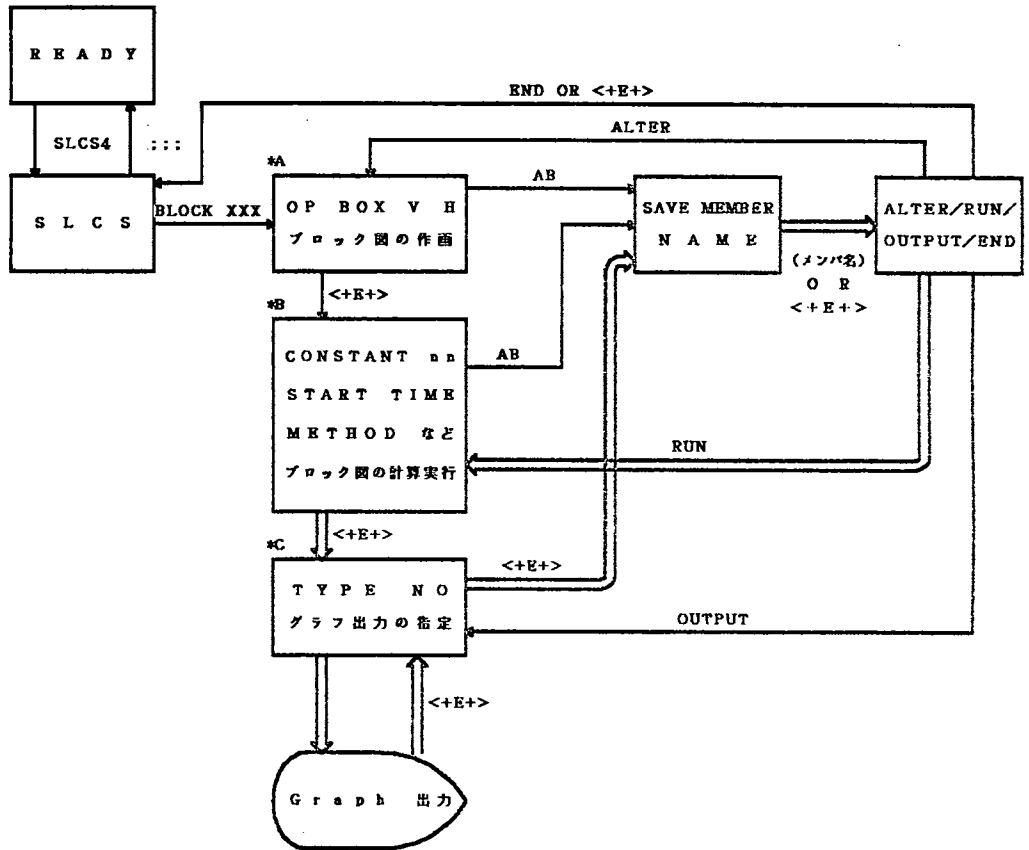 READY
SLCS4 :::
SLCS
END OR <+E+>
ALTER
BLOCK XXX
*A
OP BOX V H
ブロック図の作画
AB
SAVE MEMBER
NAME
(メンバ名)
OR
<+E+>
ALTER/RUN/
OUTPUT/END
<+E+>
*B
CONSTANT nn
START TIME
METHOD など
ブロック図の計算実行
AB
RUN
<+E+>
*C
TYPE NO
グラフ出力の指定
<+E+>
OUTPUT
<+E+>
Graph 出力